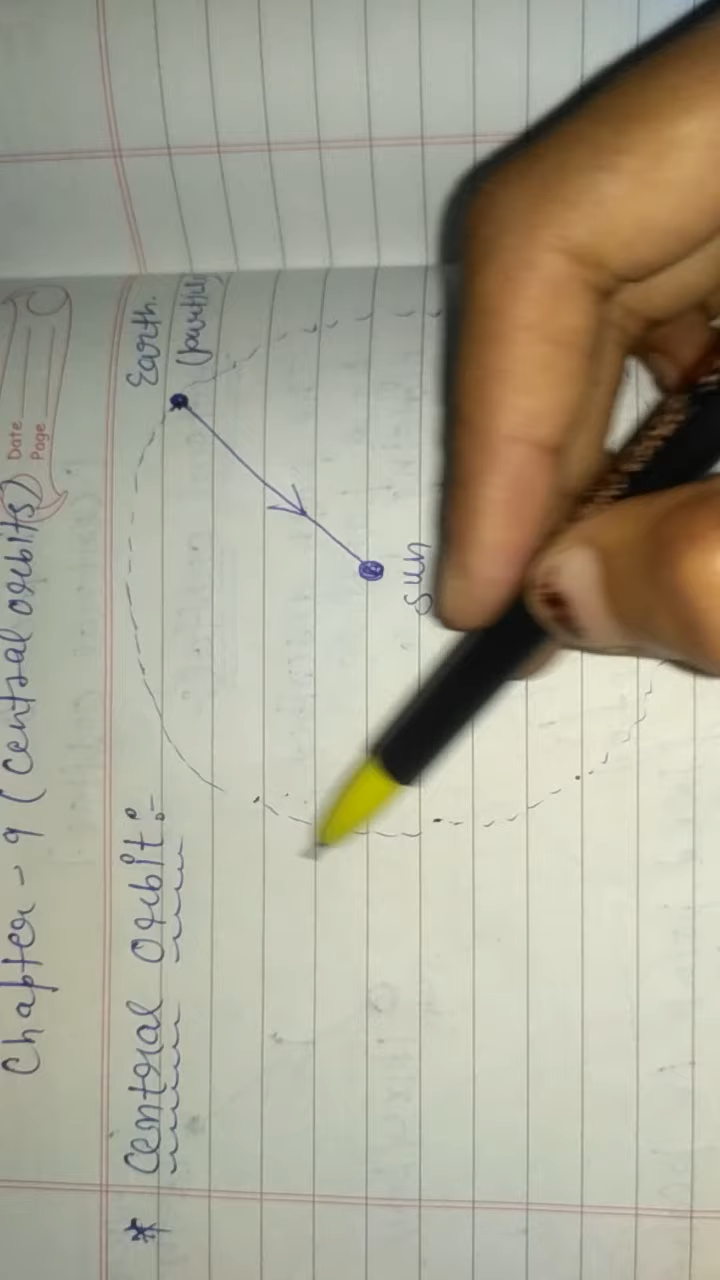 Date
Page
Chapter - 9 (Central orbits)
* Central orbit :-
Earth.
Sun